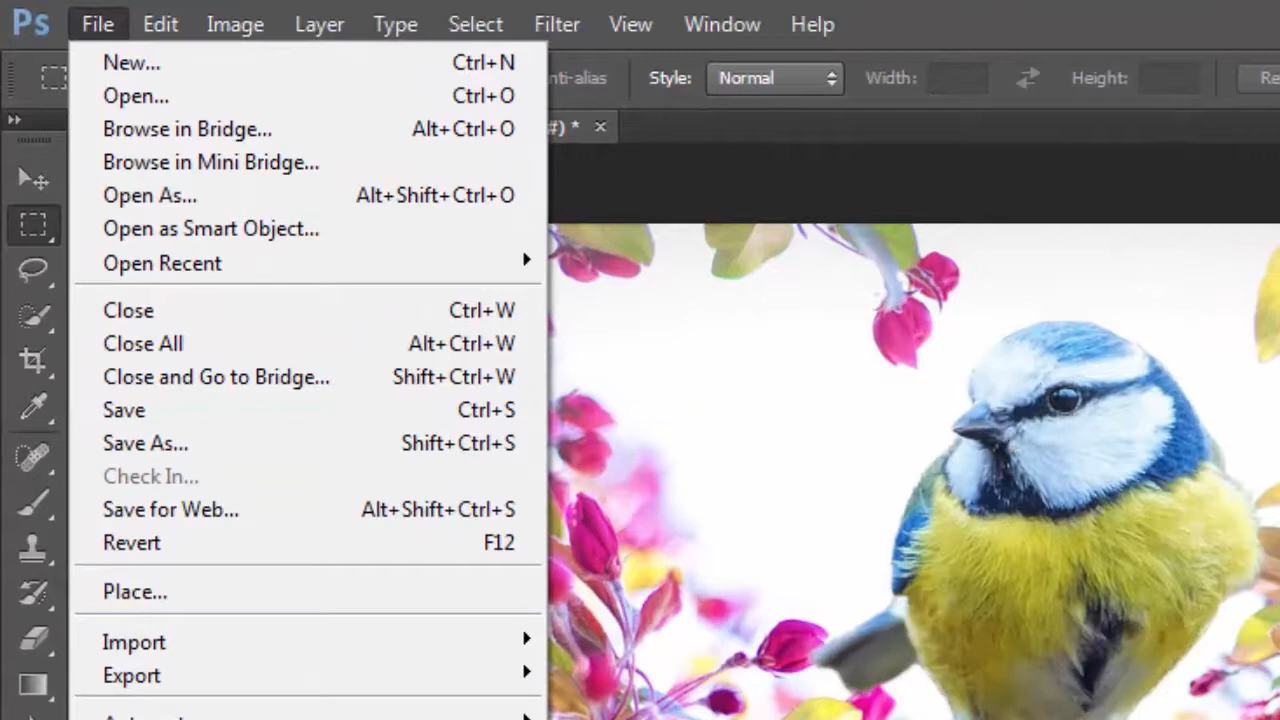 Ps File Edit Image Layer Type Select Filter View Window Help
nti-alias Style: Normal Width: Height: Re
#) * ×
New... Ctrl+N
Open... Ctrl+O
Browse in Bridge... Alt+Ctrl+O
Browse in Mini Bridge...
Open As... Alt+Shift+Ctrl+O
Open as Smart Object...
Open Recent
Close Ctrl+W
Close All Alt+Ctrl+W
Close and Go to Bridge... Shift+Ctrl+W
Save Ctrl+S
Save As... Shift+Ctrl+S
Check In...
Save for Web... Alt+Shift+Ctrl+S
Revert F12
Place...
Import
Export